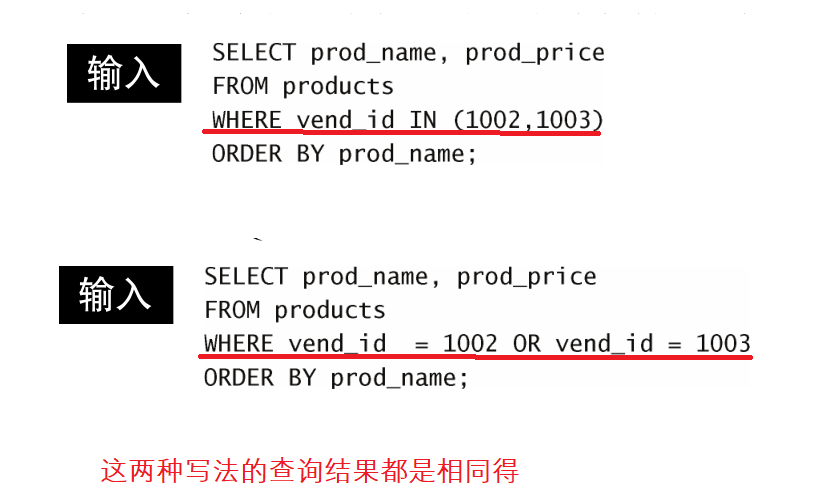 输入
SELECT prod_name, prod_price
FROM products
WHERE vend_id IN (1002,1003)
ORDER BY prod_name;
输入
SELECT prod_name, prod_price
FROM products
WHERE vend_id  = 1002 OR vend_id = 1003
ORDER BY prod_name;
这两种写法的查询结果都是相同得